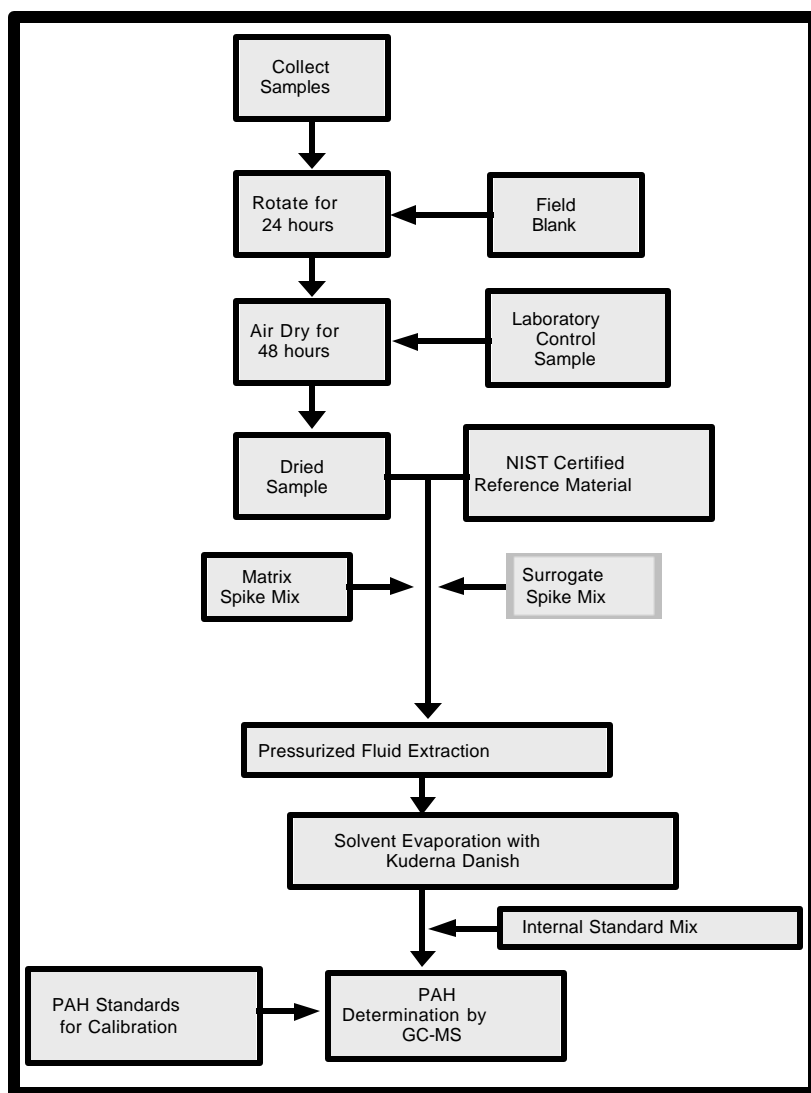 Collect
Samples
Rotate for
24 hours
Field
Blank
Air Dry for
48 hours
Laboratory
Control
Sample
Dried
Sample
NIST Certified
Reference Material
Matrix
Spike Mix
Surrogate
Spike Mix
Pressurized Fluid Extraction
Solvent Evaporation with
Kuderna Danish
Internal Standard Mix
PAH Standards
for Calibration
PAH
Determination by
GC-MS